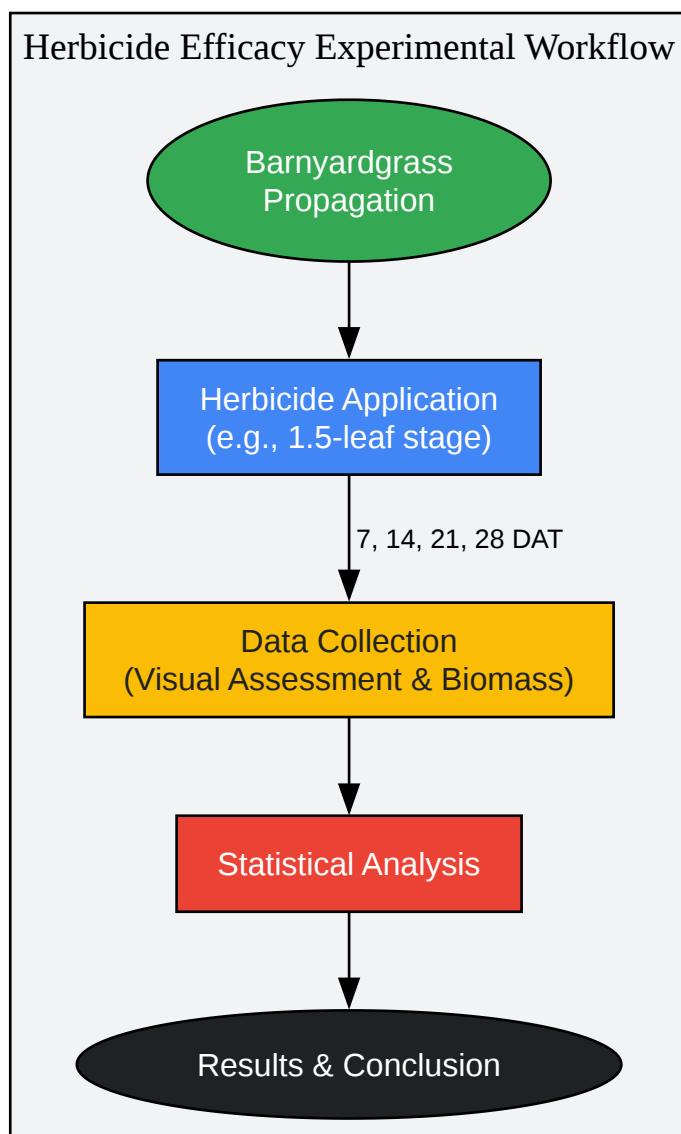 Herbicide Efficacy Experimental Workflow
Barnyardgrass
Propagation
Herbicide Application
(e.g., 1.5-leaf stage)
7, 14, 21, 28 DAT
Data Collection
(Visual Assessment & Biomass)
Statistical Analysis
Results & Conclusion